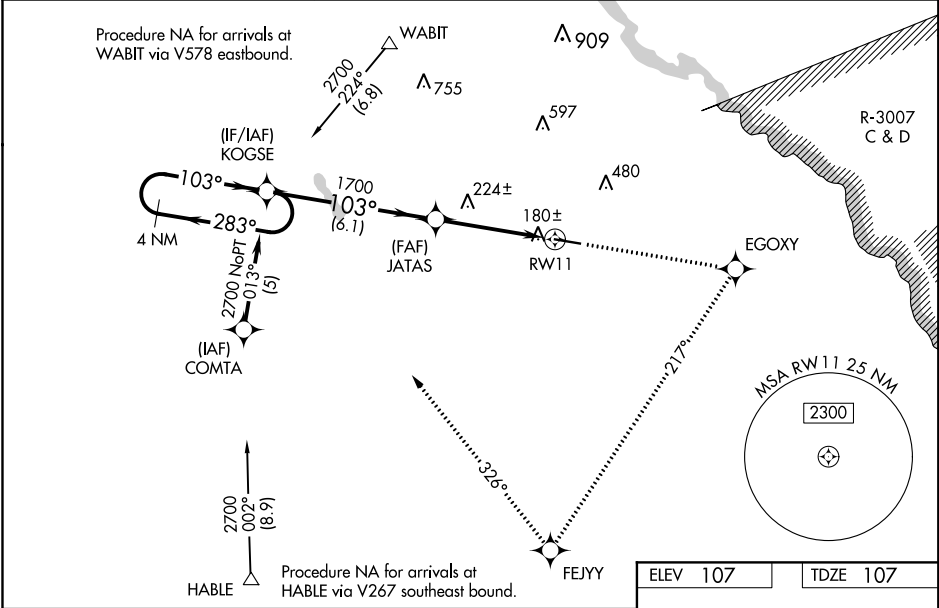 Procedure NA for arrivals at
WABIT via V578 eastbound.
WABIT
2700
224°
(6.8)
909
755
597
480
R-3007
C & D
(IF/IAF)
KOGSE
103°
283°
4 NM
1700
103°
(6.1)
224±
180±
(FAF)
JATAS
RW11
EGOXY
2700 NoPT
013°
(5)
(IAF)
COMTA
217°
326°
MSA RW11 25 NM
2300
2700
002°
(8.9)
HABLE
Procedure NA for arrivals at
HABLE via V267 southeast bound.
FEJYY
ELEV 107
TDZE 107